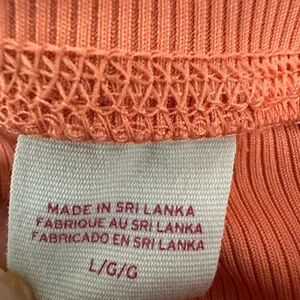 MADE IN SRI LANKA
FABRIQUE AU SRI LANKA
FABRICADO EN SRI LANKA
L/G/G